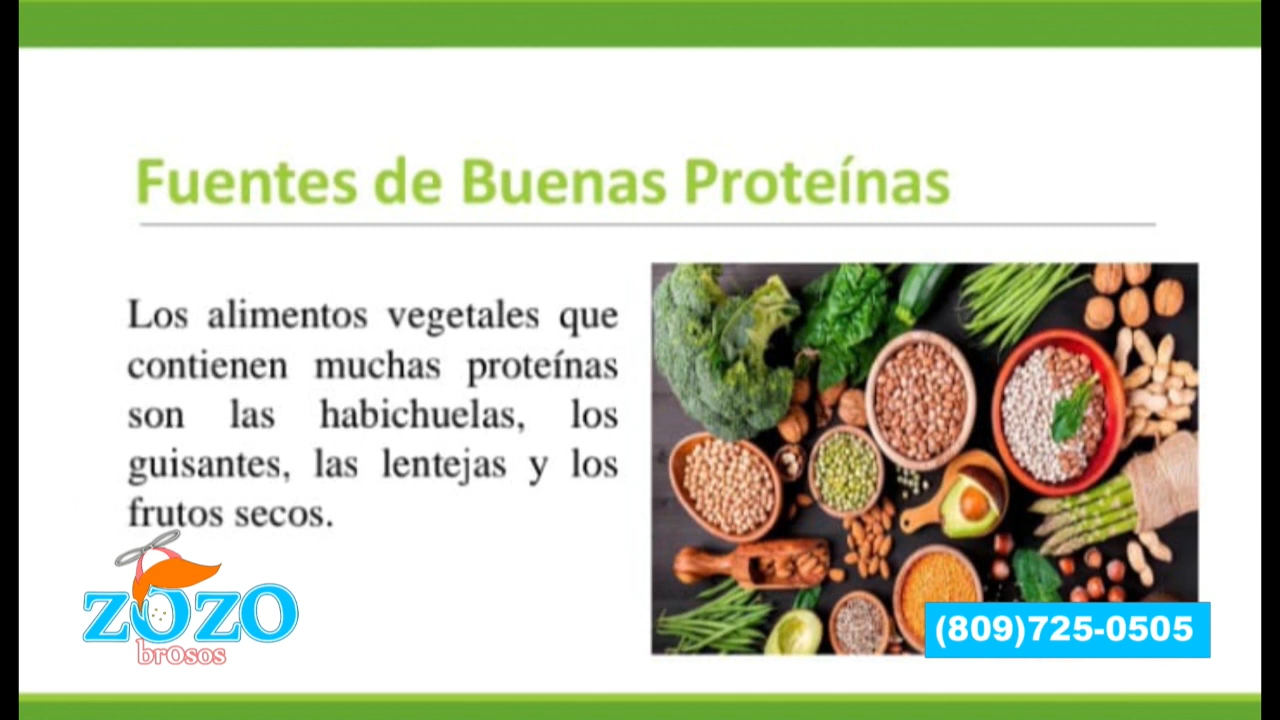 Fuentes de Buenas Proteínas
Los alimentos vegetales que
contienen muchas proteínas
son las habichuelas, los
guisantes, las lentejas y los
frutos secos.
ZOZO
brOsos
(809)725-0505